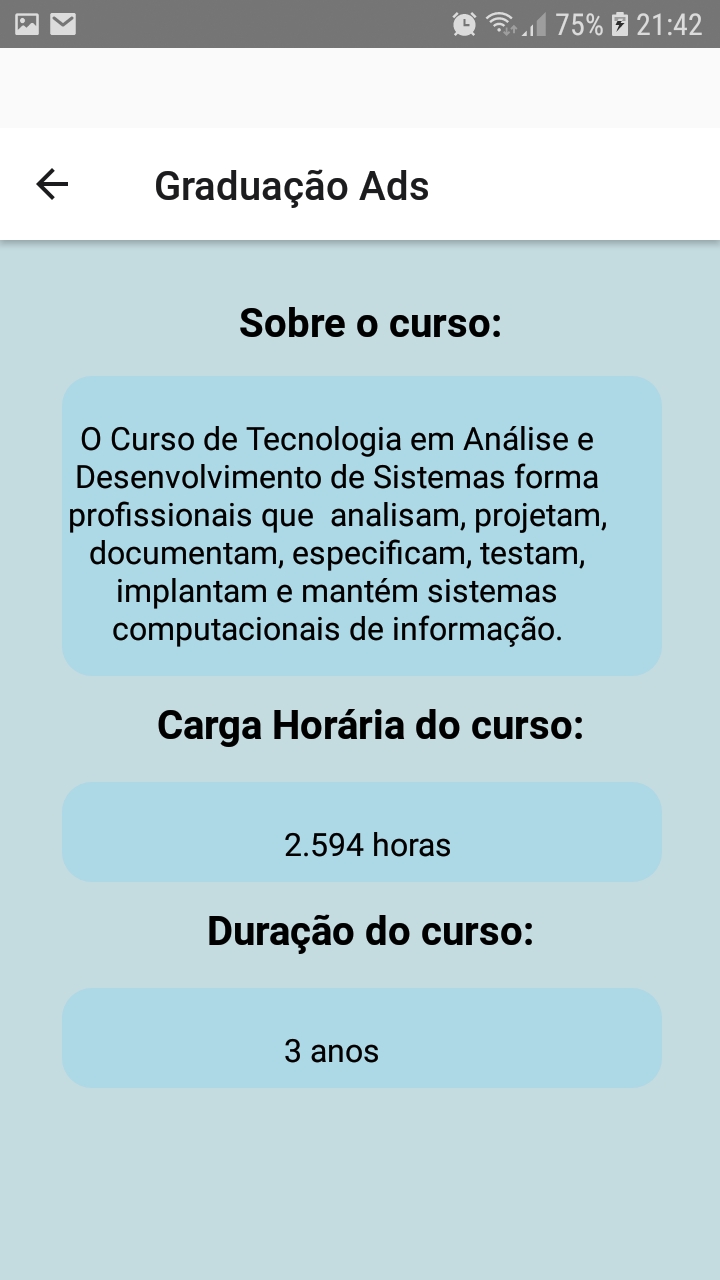 75% 21:42
Graduação Ads
Sobre o curso:
O Curso de Tecnologia em Análise e
Desenvolvimento de Sistemas forma
profissionais que  analisam, projetam,
documentam, especificam, testam,
implantam e mantém sistemas
computacionais de informação.
Carga Horária do curso:
2.594 horas
Duração do curso:
3 anos